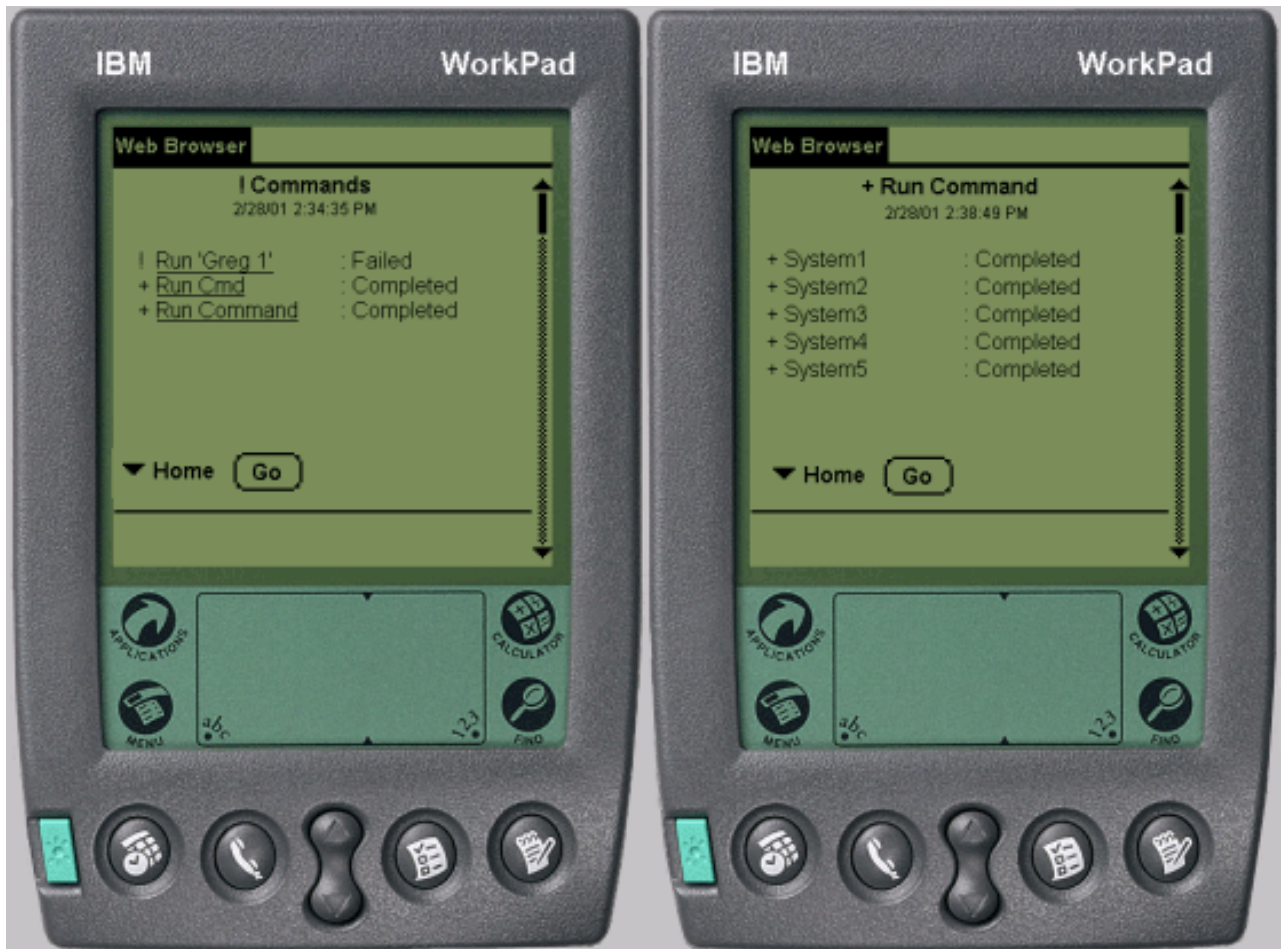 IBM WorkPad
Web Browser
! Commands
2/28/01 2:34:35 PM
! Run 'Greg 1' : Failed
+ Run Cmd : Completed
+ Run Command : Completed
Home Go
APPLICATIONS
CALCULATOR
MENU
abc
123
FIND
IBM WorkPad
Web Browser
+ Run Command
2/28/01 2:38:49 PM
+ System1 : Completed
+ System2 : Completed
+ System3 : Completed
+ System4 : Completed
+ System5 : Completed
Home Go
APPLICATIONS
CALCULATOR
MENU
abc
123
FIND